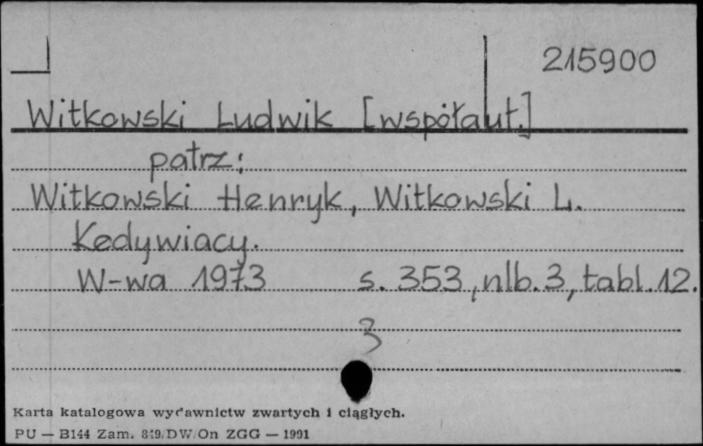 215900
Witkowski Ludwik [współaut.]
patrz:
Witkowski Henryk, Witkowski L.
Kedywiacy.
W-wa 1973 s. 353, nlb. 3, tabl. 12.
3
Karta katalogowa wydawnictw zwartych i ciągłych.
PU — B144 Zam. 849/DW/On ZGG — 1991